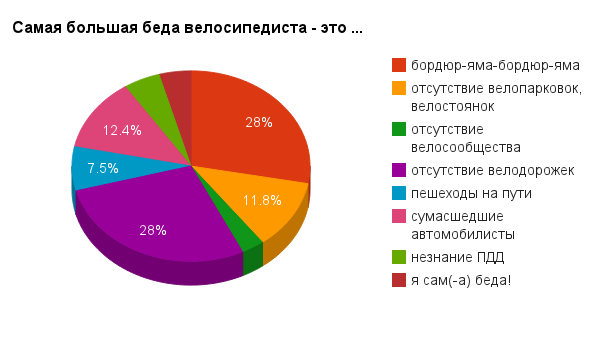 Самая большая беда велосипедиста - это ...
28%
11.8%
28%
7.5%
12.4%
бордюр-яма-бордюр-яма
отсутствие велопарковок,
велостоянок
отсутствие
велосообщества
отсутствие велодорожек
пешеходы на пути
сумасшедшие
автомобилисты
незнание ПДД
я сам(-а) беда!